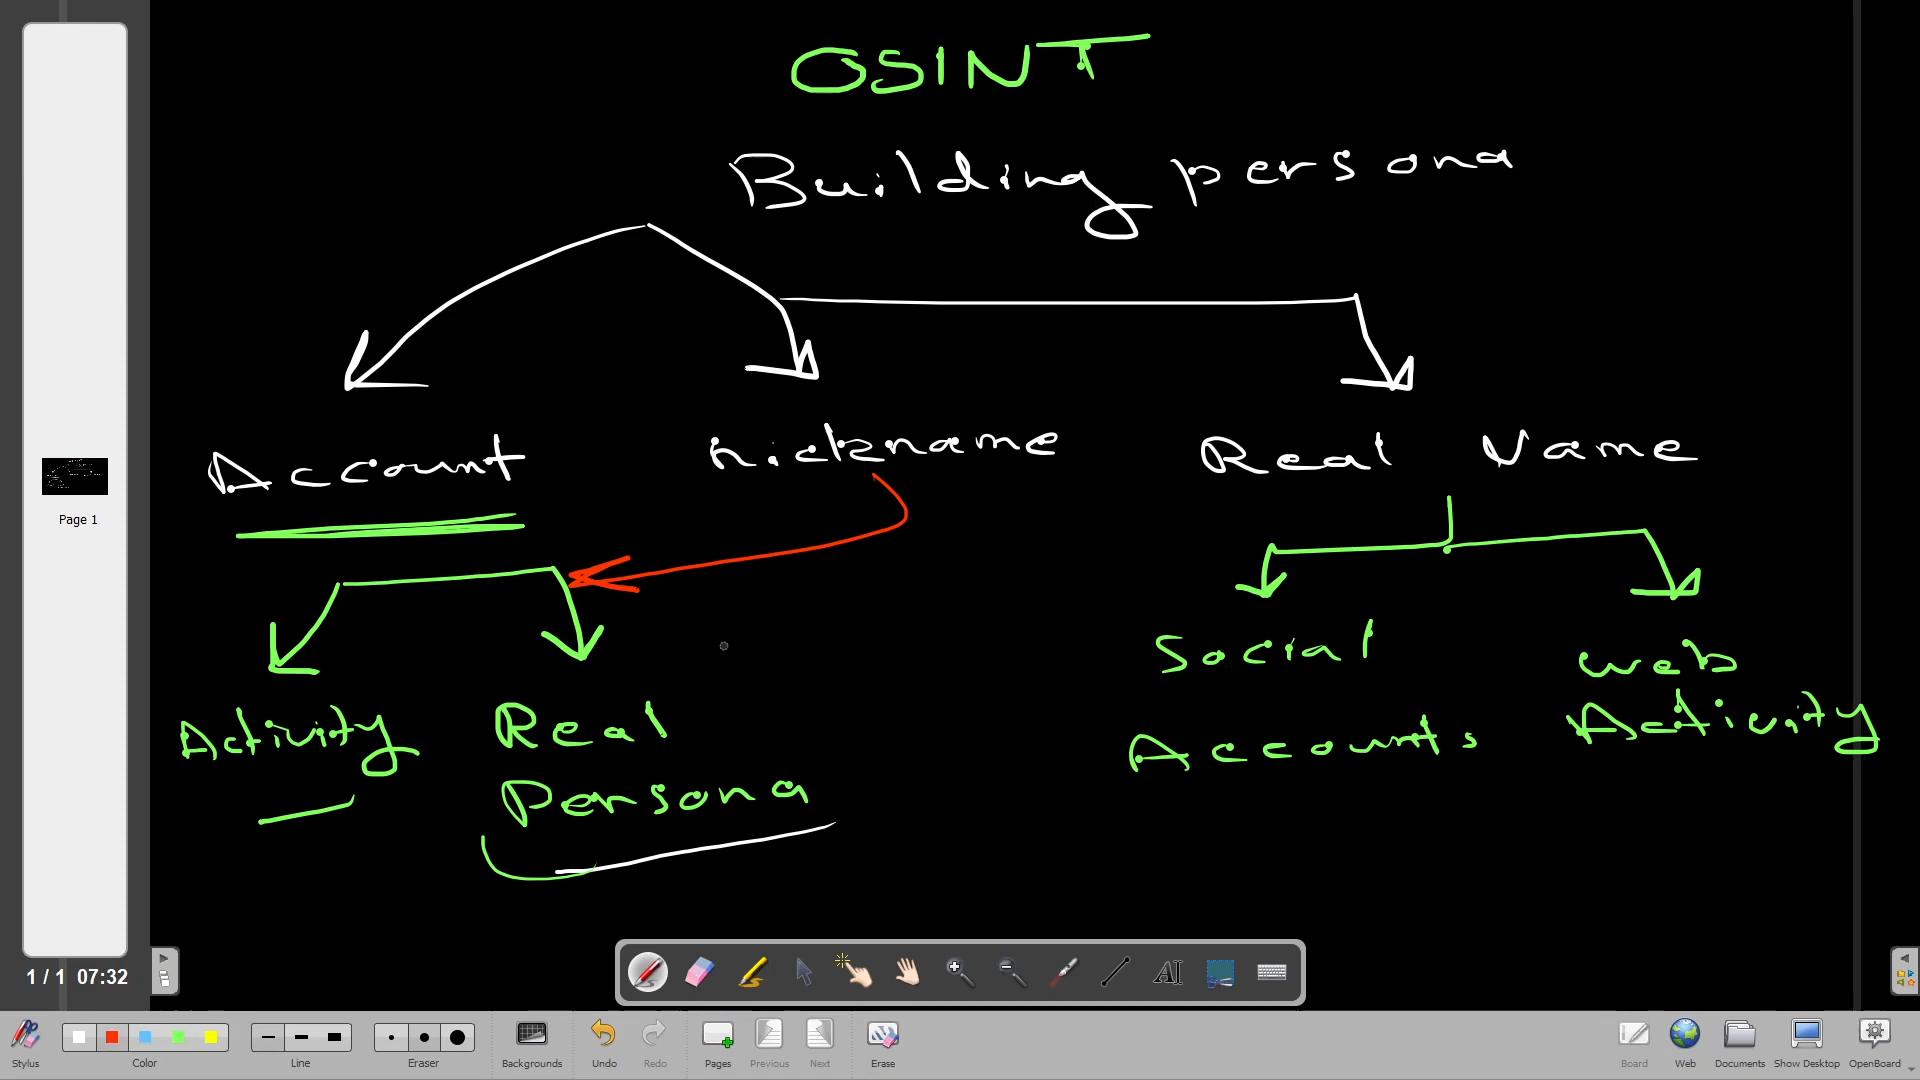 OSINT
Building persona
Account nickname Real Name
Social Accounts
Web Activity
Activity
Real Persona
Page 1
1 / 1 07:32
Stylus Color Line Eraser Backgrounds Undo Redo Pages Previous Next Erase Board Web Documents Show Desktop OpenBoard